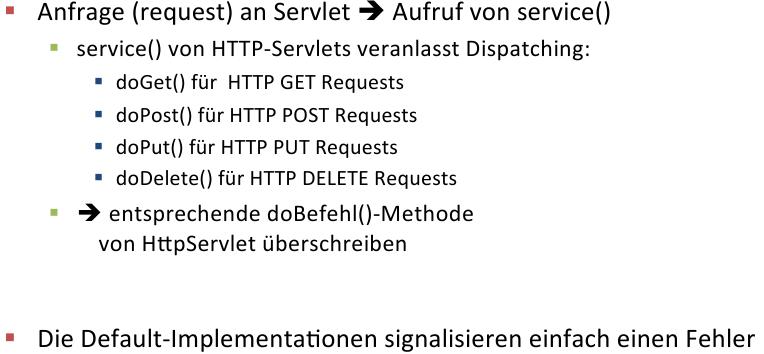 Anfrage (request) an Servlet ➔ Aufruf von service()
service() von HTTP-Servlets veranlasst Dispatching:
doGet() für HTTP GET Requests
doPost() für HTTP POST Requests
doPut() für HTTP PUT Requests
doDelete() für HTTP DELETE Requests
➔ entsprechende doBefehl()-Methode
von HttpServlet überschreiben
Die Default-Implementationen signalisieren einfach einen Fehler